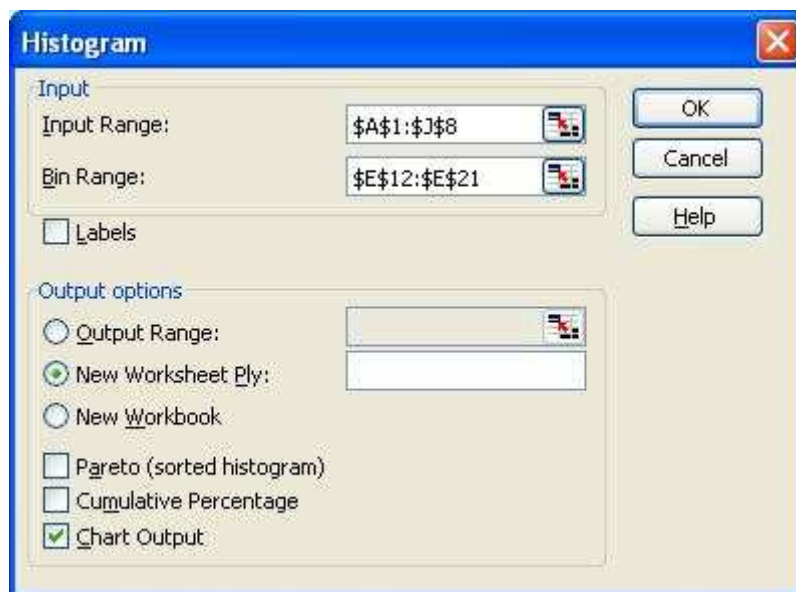 Histogram
Input
Input Range: $A$1:$J$8
Bin Range: $E$12:$E$21
Labels
OK
Cancel
Help
Output options
Output Range:
New Worksheet Ply:
New Workbook
Pareto (sorted histogram)
Cumulative Percentage
Chart Output